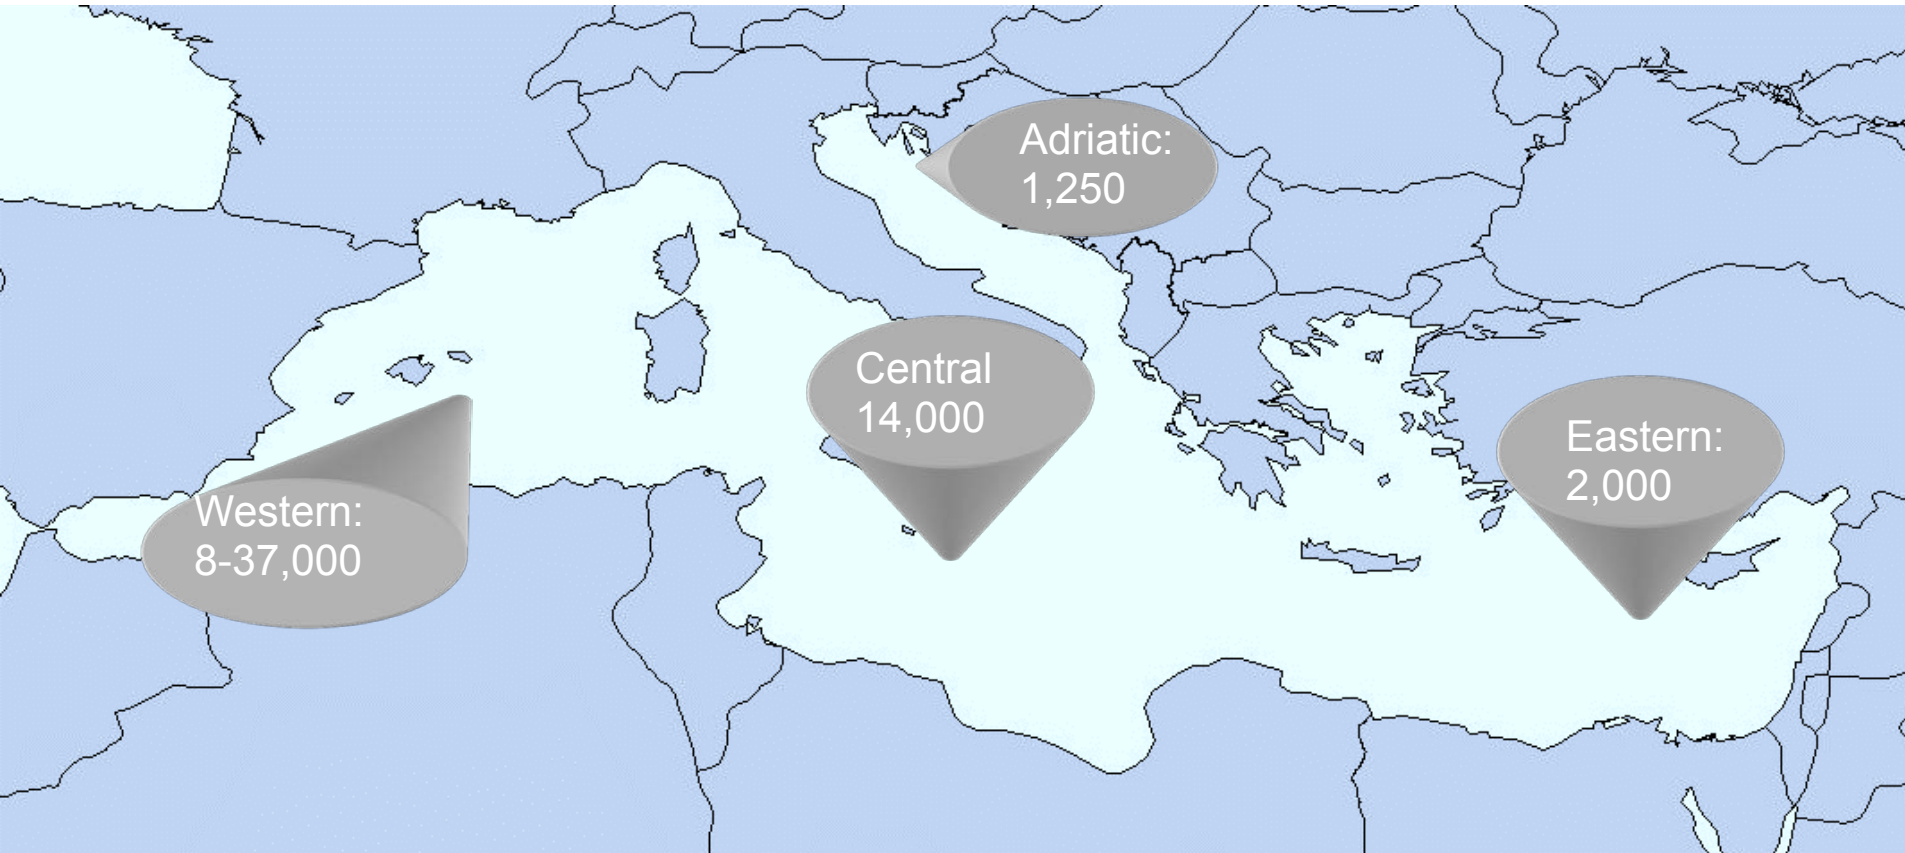 Adriatic:
1,250
Central
14,000
Eastern:
2,000
Western:
8-37,000